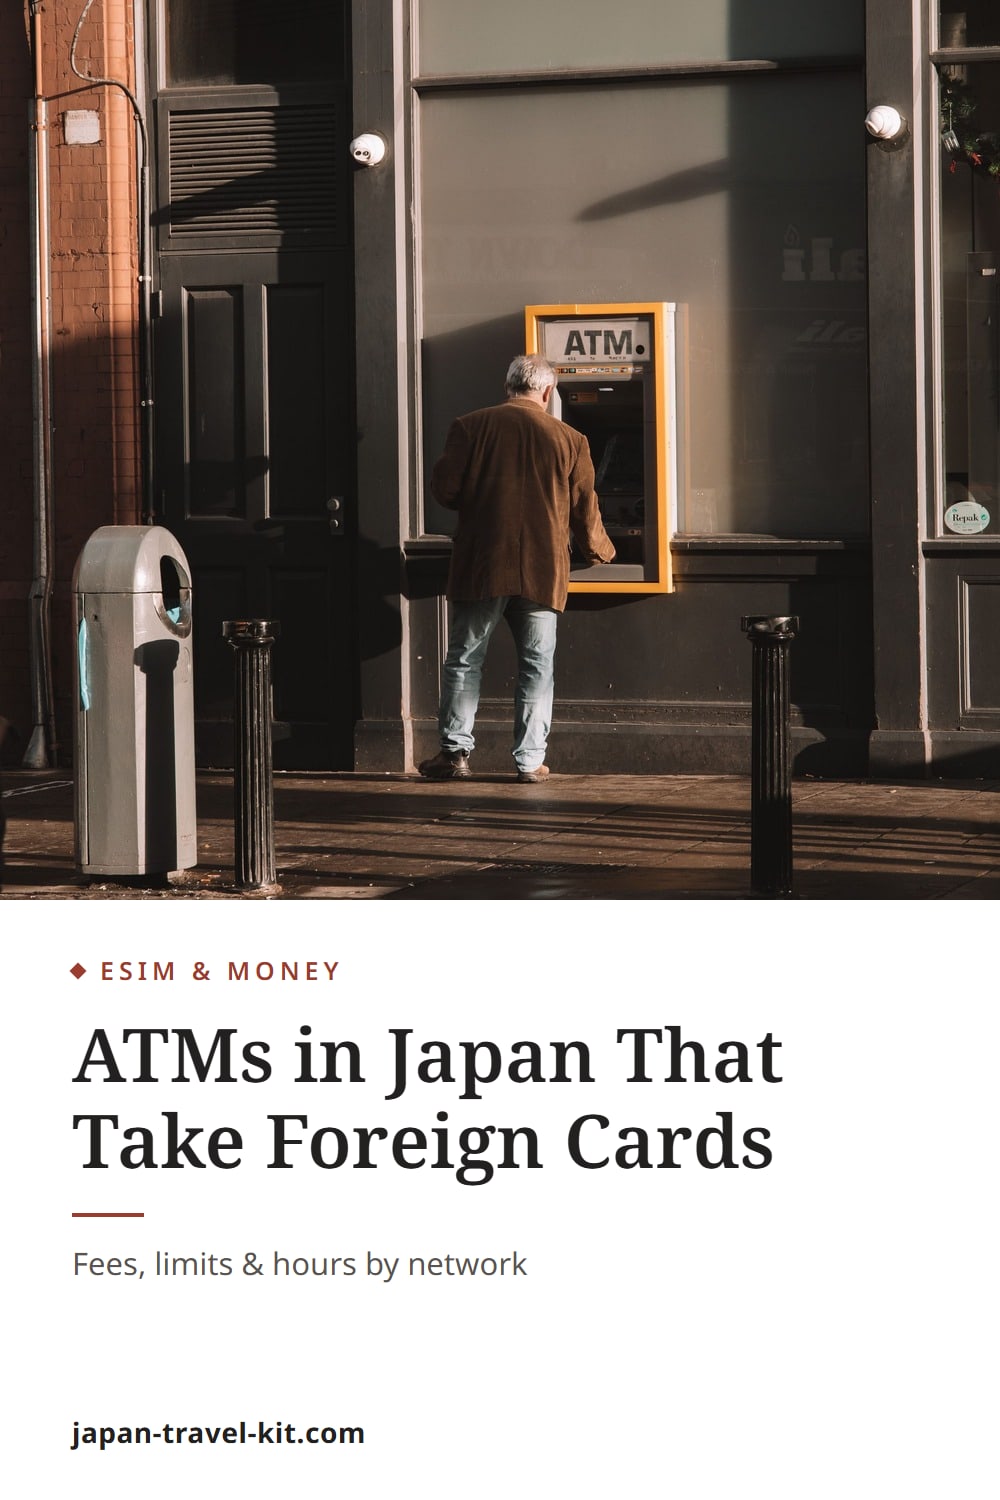 ATM.
Repak
◆ ESIM & MONEY
ATMs in Japan That
Take Foreign Cards
Fees, limits & hours by network
japan-travel-kit.com